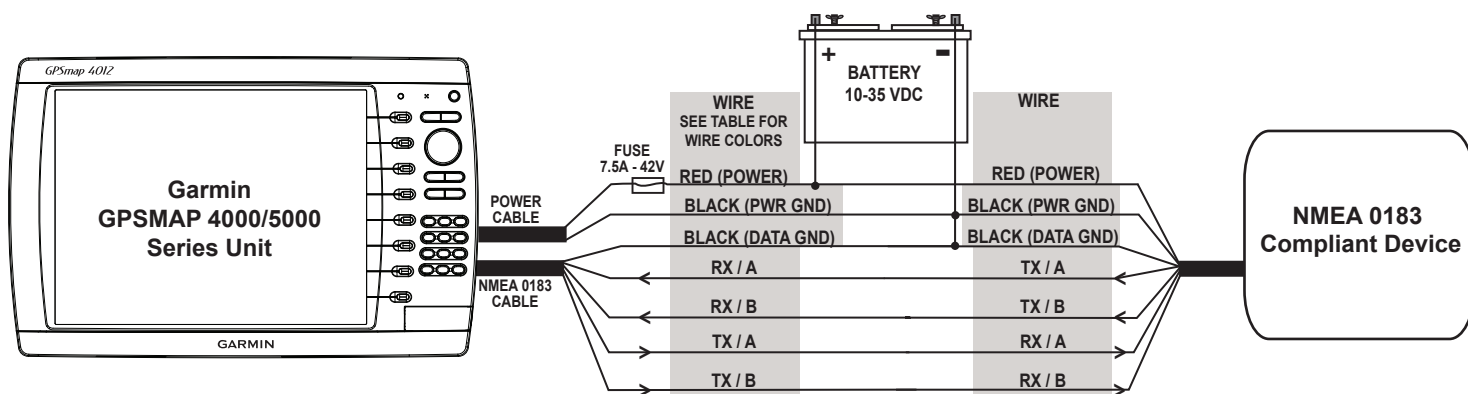 GPSmap 4012
Garmin
GPSMAP 4000/5000
Series Unit
GARMIN
POWER
CABLE
NMEA 0183
CABLE
FUSE
7.5A - 42V
WIRE
SEE TABLE FOR
WIRE COLORS
+
-
BATTERY
10-35 VDC
WIRE
RED (POWER)
RED (POWER)
BLACK (PWR GND)
BLACK (PWR GND)
BLACK (DATA GND)
BLACK (DATA GND)
RX / A
TX / A
RX / B
TX / B
TX / A
RX / A
TX / B
RX / B
NMEA 0183
Compliant Device